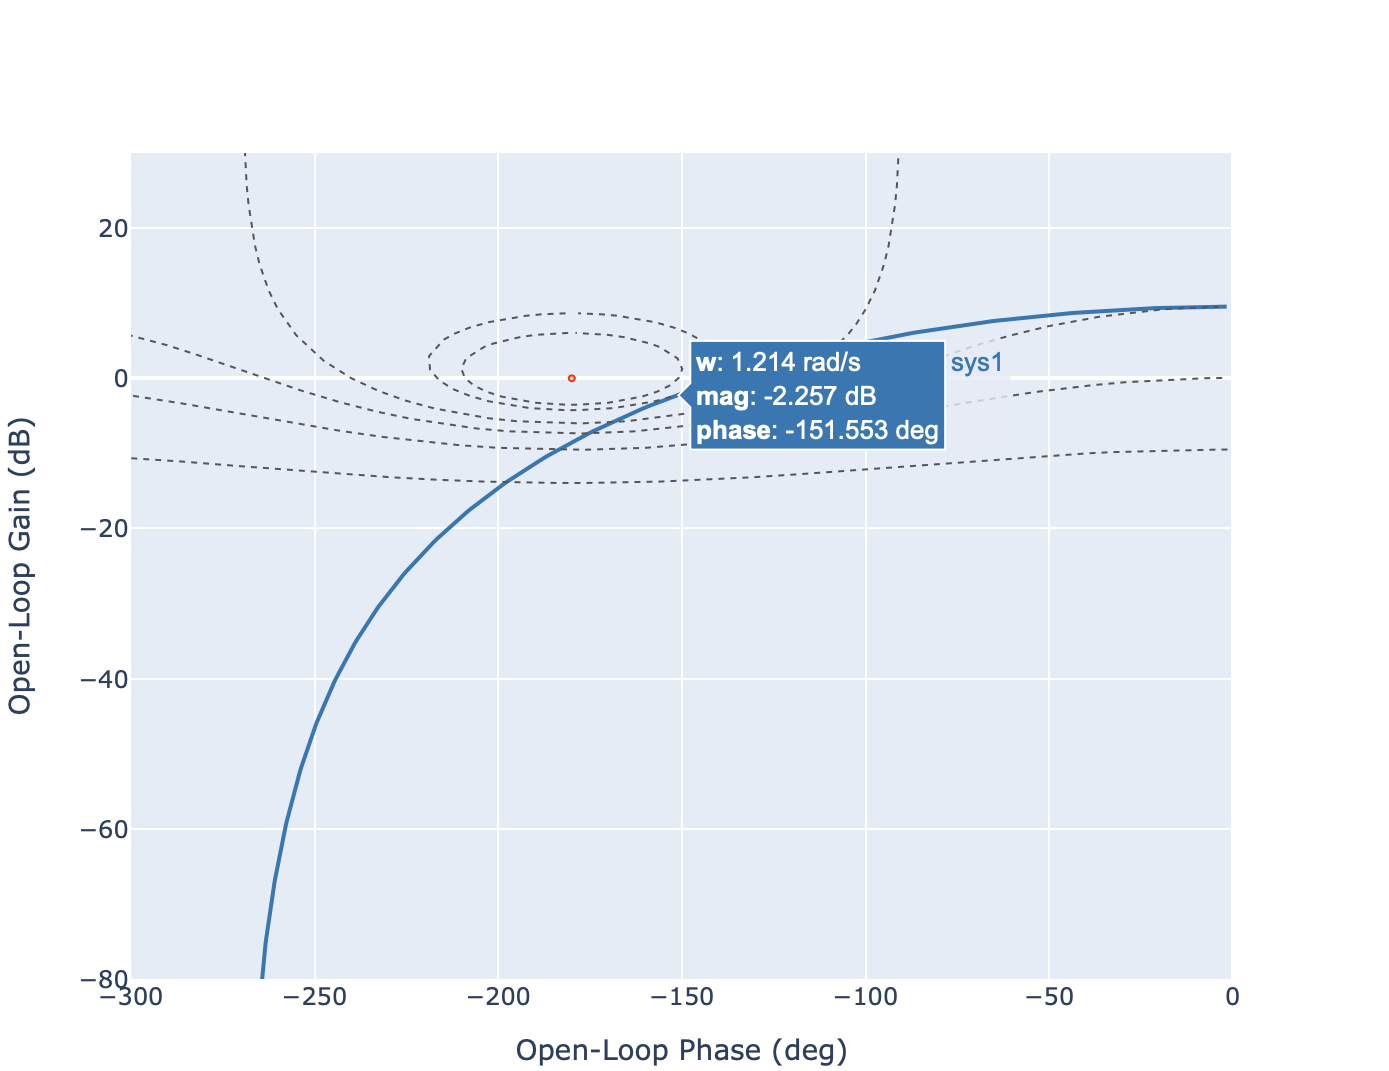 20
0
−20
−40
−60
−80
Open-Loop Gain (dB)
w: 1.214 rad/s
mag: -2.257 dB
phase: -151.553 deg
sys1
−300
−250
−200
−150
−100
−50
0
Open-Loop Phase (deg)